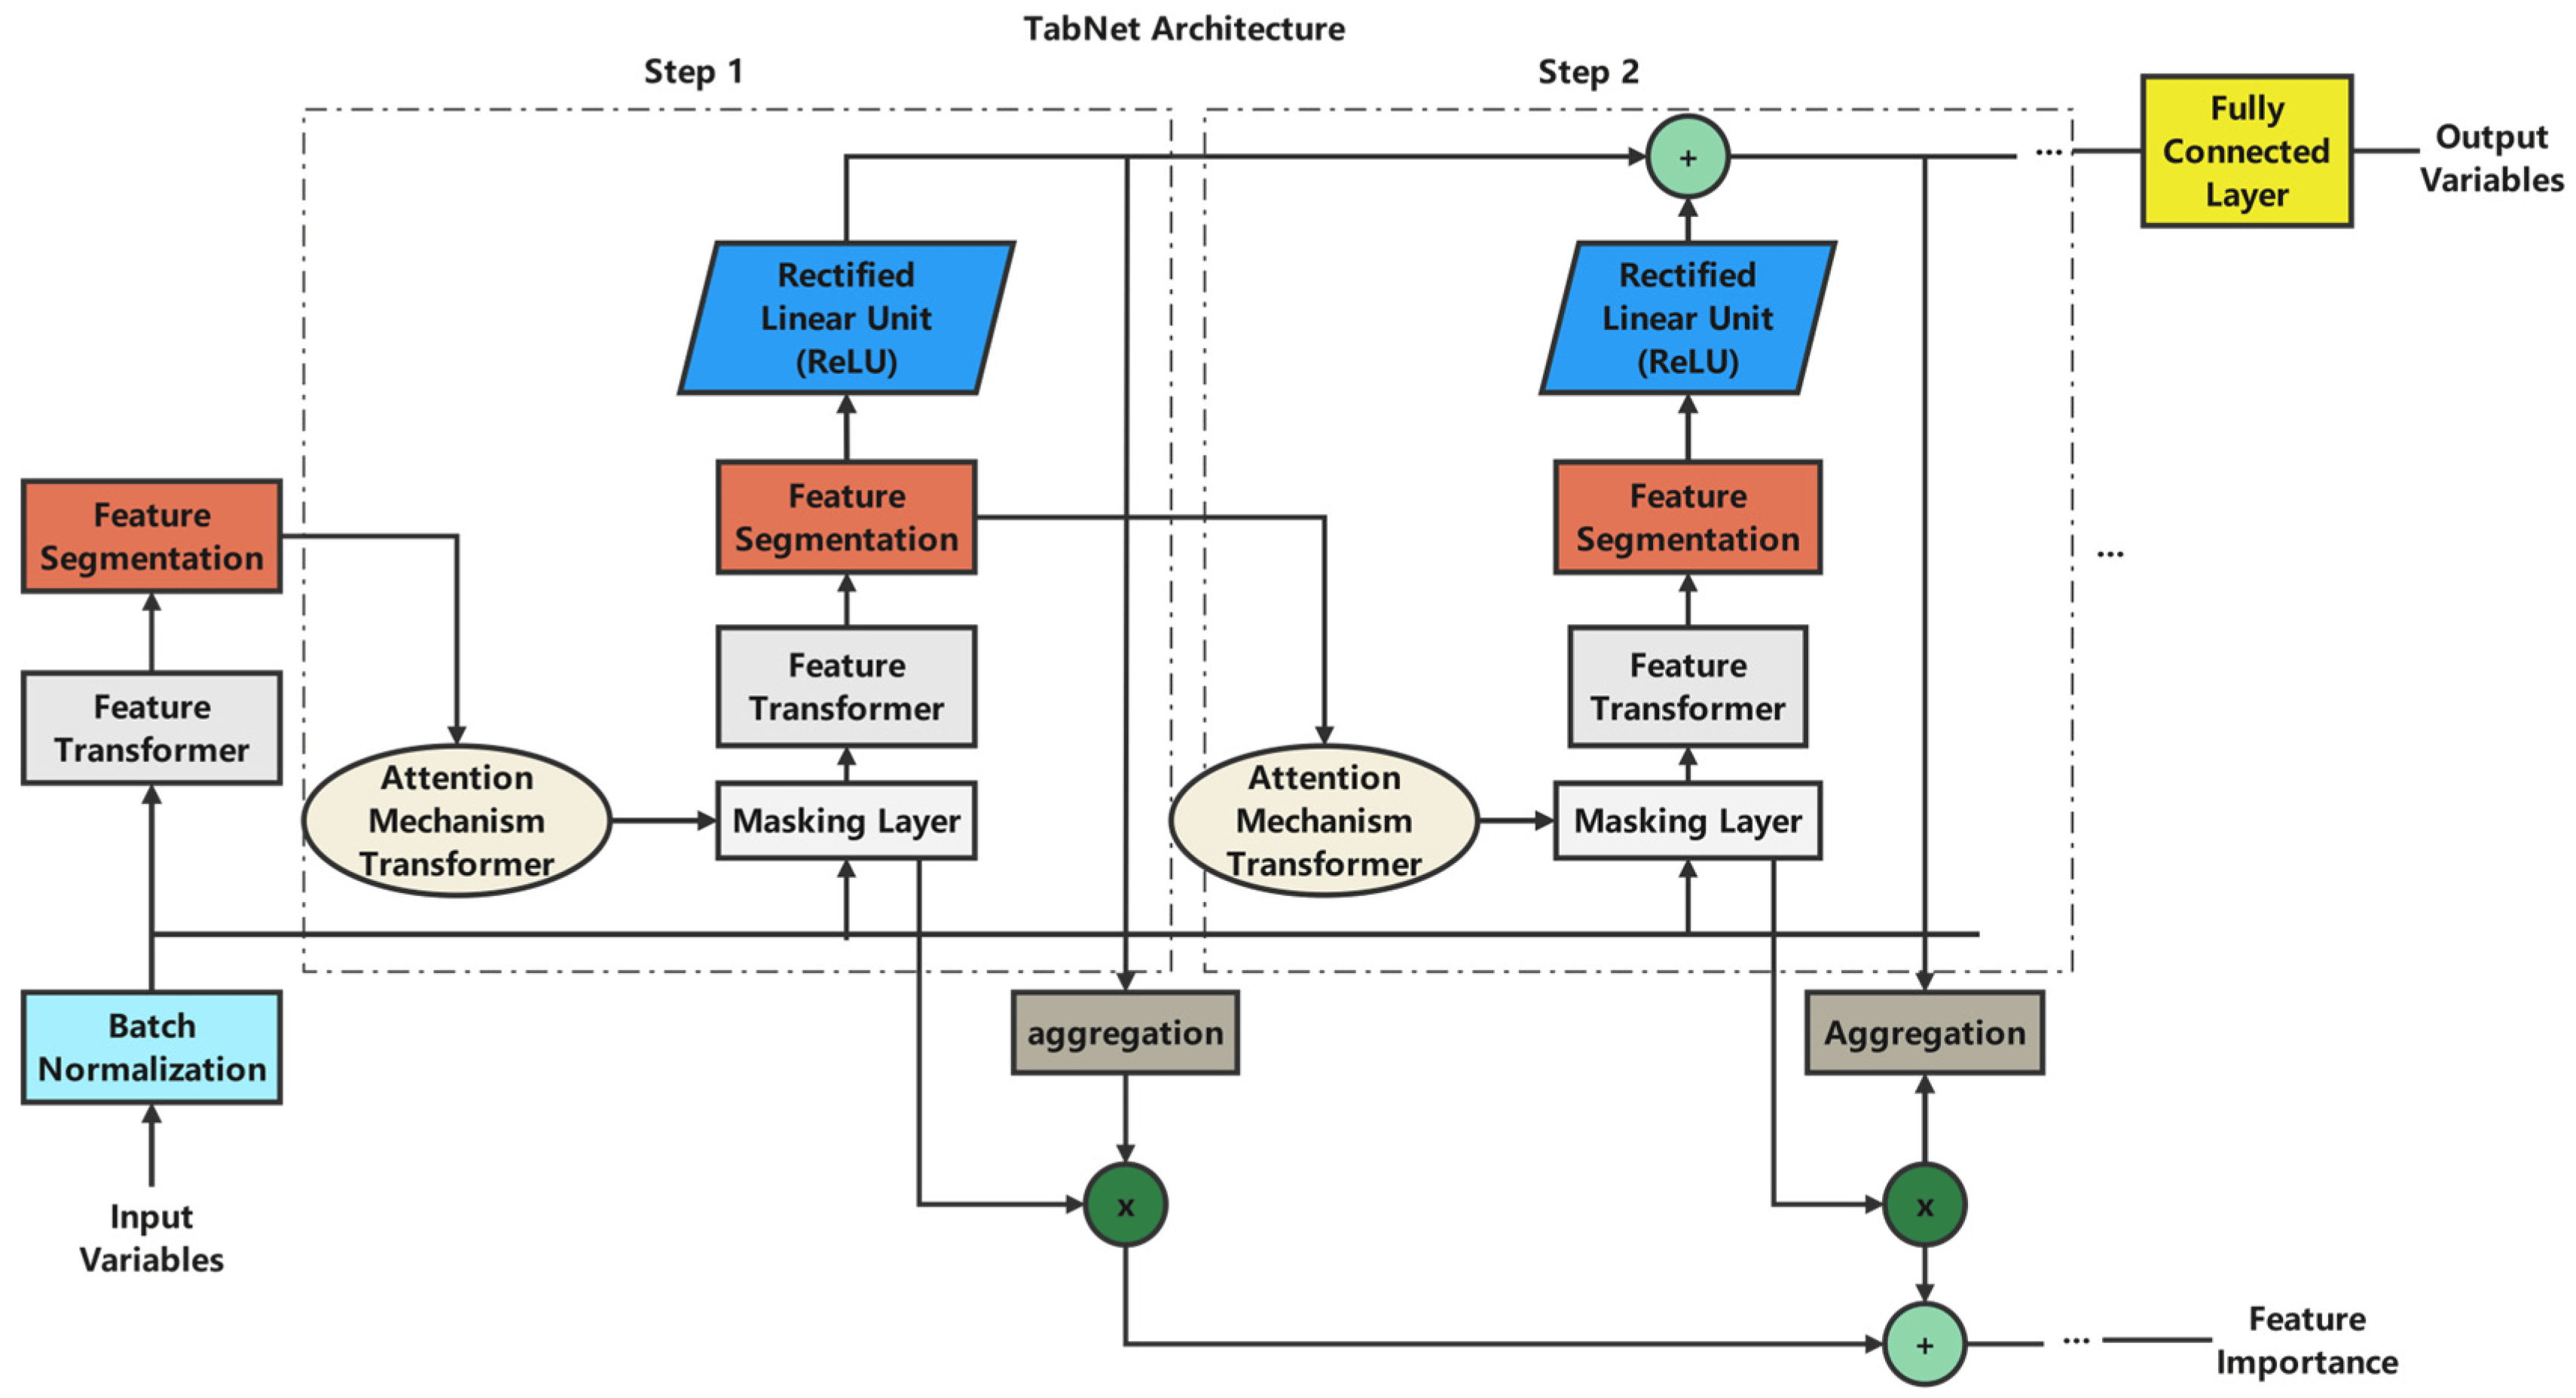 TabNet Architecture
Step 1
Step 2
Fully
Connected
Layer
Output
Variables
+
...
Rectified
Linear Unit
(ReLU)
Rectified
Linear Unit
(ReLU)
Feature
Segmentation
Feature
Segmentation
Feature
Segmentation
...
Feature
Transformer
Feature
Transformer
Feature
Transformer
Attention
Mechanism
Transformer
Masking Layer
Attention
Mechanism
Transformer
Masking Layer
Batch
Normalization
aggregation
Aggregation
Input
Variables
x
x
+
...
Feature
Importance